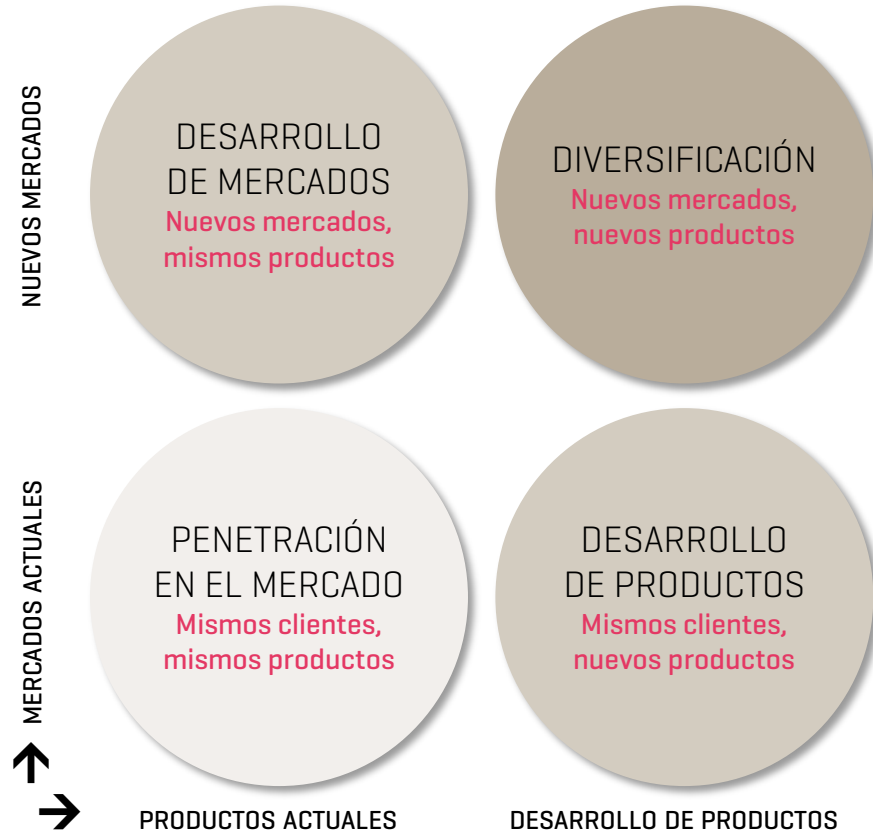 NUEVOS MERCADOS
DESARROLLO
DE MERCADOS
Nuevos mercados,
mismos productos
DIVERSIFICACIÓN
Nuevos mercados,
nuevos productos
MERCADOS ACTUALES
PENETRACIÓN
EN EL MERCADO
Mismos clientes,
mismos productos
DESARROLLO
DE PRODUCTOS
Mismos clientes,
nuevos productos
PRODUCTOS ACTUALES
DESARROLLO DE PRODUCTOS